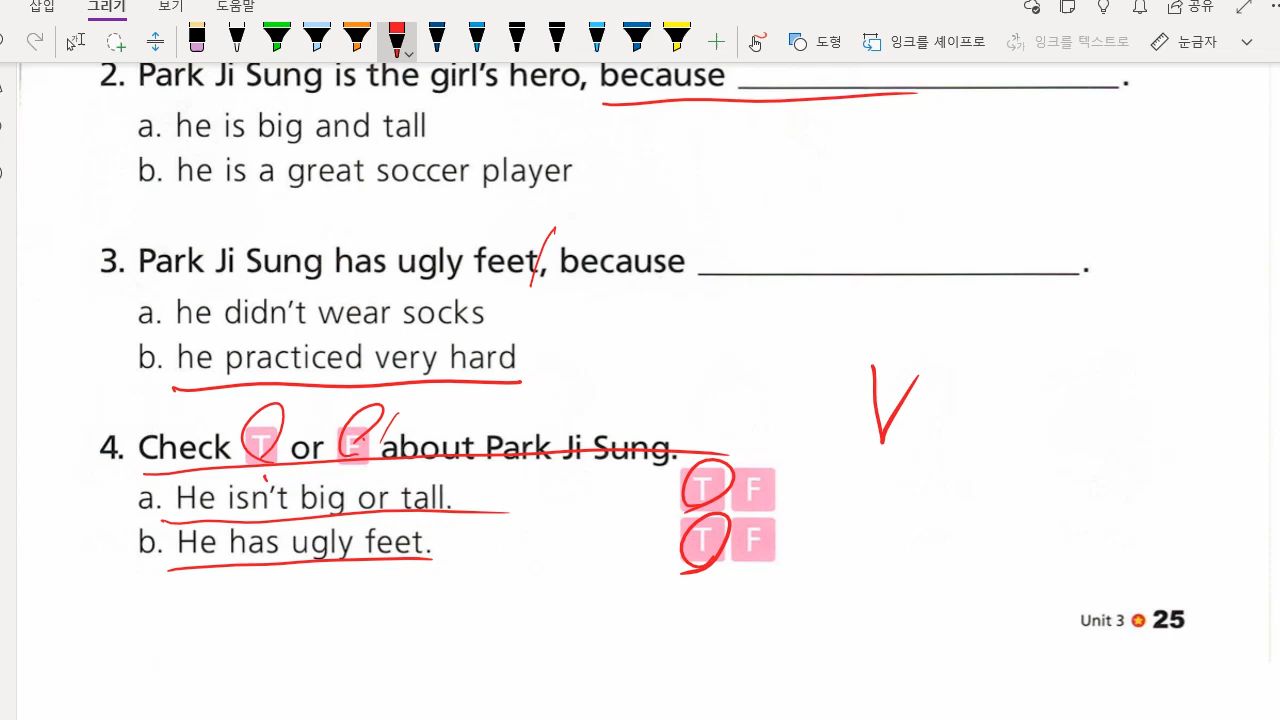 삽입 그리기 보기 도움말 공유
도형 잉크를 셰이프로 잉크를 텍스트로 눈금자
2. Park Ji Sung is the girl's hero, because ______.
a. he is big and tall
b. he is a great soccer player
3. Park Ji Sung has ugly feet, because ______.
a. he didn't wear socks
b. he practiced very hard
V
4. Check T or F about Park Ji Sung.
a. He isn't big or tall. T F
b. He has ugly feet. T F
Unit 3 25